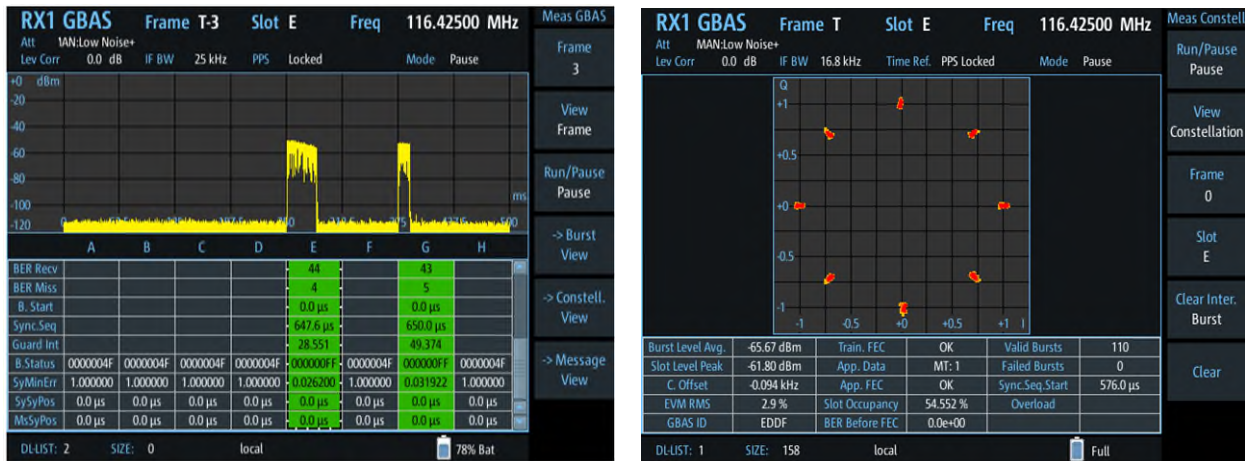 RX1 GBAS Frame T-3 Slot E Freq 116.42500 MHz
Att MAN:Low Noise+
Lev Corr 0.0 dB IF BW 25 kHz PPS Locked Mode Pause
+0 dBm
-20
-40
-60
-80
-100
-120
ms
A B C D E F G H
BER Recv 44 43
BER Miss 4 5
B. Start 0.0 µs 0.0 µs
Sync.Seq 647.6 µs 650.0 µs
Guard Int 28.551 49.374
B.Status 0000004F 0000004F 0000004F 0000004F 000000FF 0000004F 000000FF 0000004F
SyMinErr 1.000000 1.000000 1.000000 1.000000 0.026200 1.000000 0.031922 1.000000
SySyPos 0.0 µs 0.0 µs 0.0 µs 0.0 µs 0.0 µs 0.0 µs 0.0 µs 0.0 µs
MsSyPos 0.0 µs 0.0 µs 0.0 µs 0.0 µs 0.0 µs 0.0 µs 0.0 µs 0.0 µs
DL-LIST: 2 SIZE: 0 local 78% Bat
Meas GBAS
Frame
3
View
Frame
Run/Pause
Pause
-> Burst
View
-> Constell.
View
-> Message
View
RX1 GBAS Frame T Slot E Freq 116.42500 MHz
Att MAN:Low Noise+
Lev Corr 0.0 dB IF BW 16.8 kHz Time Ref. PPS Locked Mode Pause
Q
+1
+0.5
+0
-0.5
-1
-1 -0.5 +0 +0.5 +1 I
Burst Level Avg. -65.67 dBm Train. FEC OK Valid Bursts 110
Slot Level Peak -61.80 dBm App. Data MT: 1 Failed Bursts 0
C. Offset -0.094 kHz App. FEC OK Sync.Seq.Start 576.0 µs
EVM RMS 2.9 % Slot Occupancy 54.552 % Overload
GBAS ID EDDF BER Before FEC 0.0e+00
DL-LIST: 1 SIZE: 158 local Full
Meas Constell
Run/Pause
Pause
View
Constellation
Frame
0
Slot
E
Clear Inter.
Burst
Clear